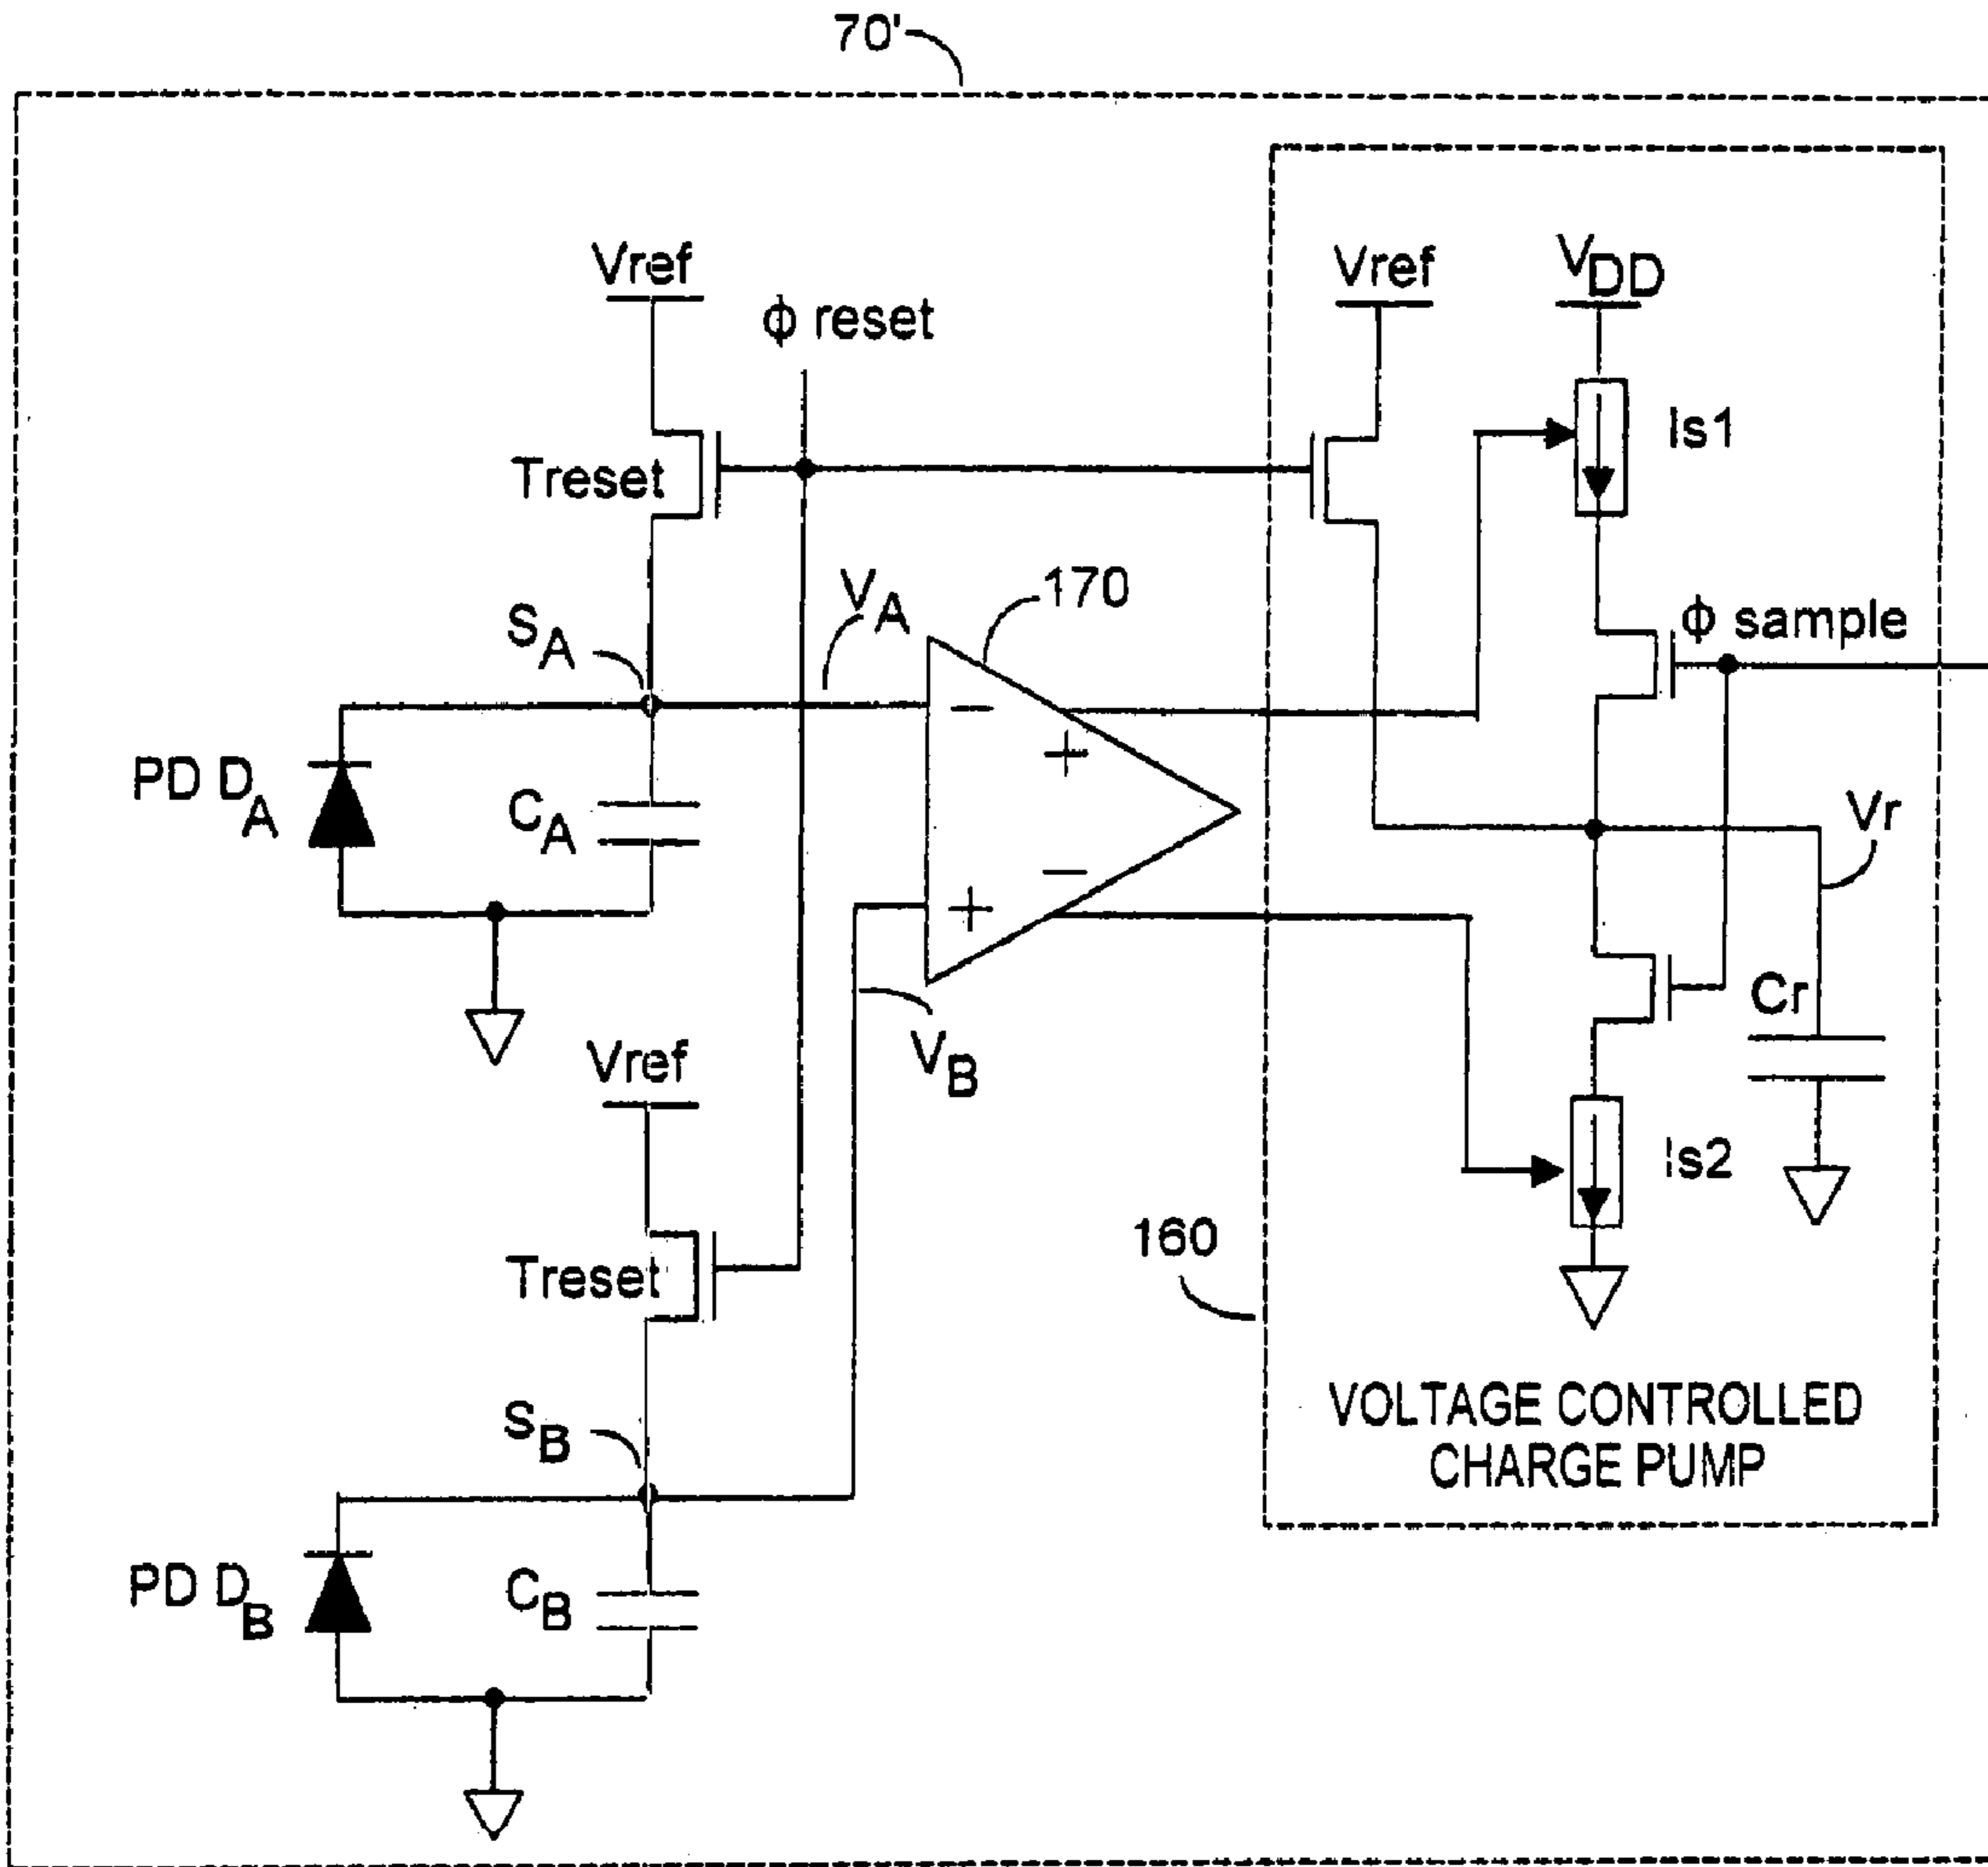 70'
Vref
ϕ reset
Vref
VDD
Is1
Treset
VA
170
SA
ϕ sample
−
+
PD DA
CA
Vr
−
+
Cr
VB
Vref
Is2
160
Treset
VOLTAGE CONTROLLED
CHARGE PUMP
SB
PD DB
CB